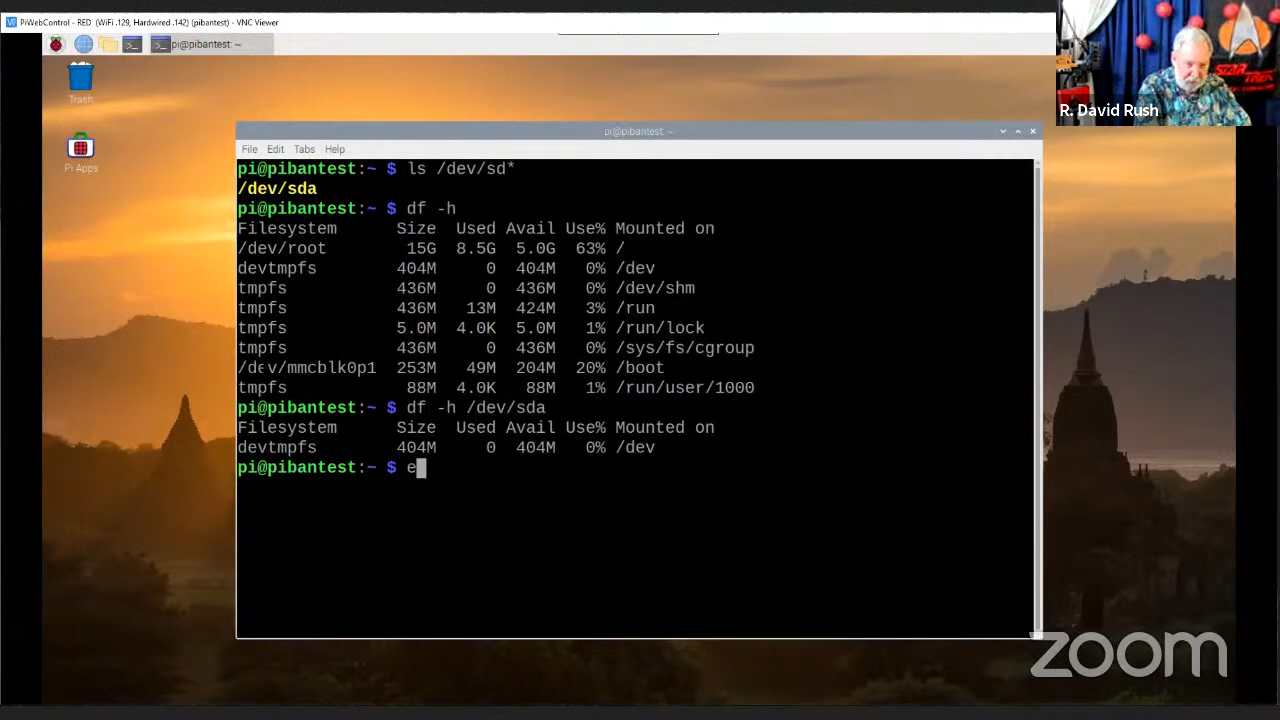 PiWebControl - RED (WiFi .129, Hardwired .142) (pibantest) - VNC Viewer
pi@pibantest: ~
Trash
Pi Apps
STAR TREK
R. David Rush
pi@pibantest: ~
File Edit Tabs Help
pi@pibantest:~ $ ls /dev/sd*
/dev/sda
pi@pibantest:~ $ df -h
Filesystem Size Used Avail Use% Mounted on
/dev/root 15G 8.5G 5.0G 63% /
devtmpfs 404M 0 404M 0% /dev
tmpfs 436M 0 436M 0% /dev/shm
tmpfs 436M 13M 424M 3% /run
tmpfs 5.0M 4.0K 5.0M 1% /run/lock
tmpfs 436M 0 436M 0% /sys/fs/cgroup
/dev/mmcblk0p1 253M 49M 204M 20% /boot
tmpfs 88M 4.0K 88M 1% /run/user/1000
pi@pibantest:~ $ df -h /dev/sda
Filesystem Size Used Avail Use% Mounted on
devtmpfs 404M 0 404M 0% /dev
pi@pibantest:~ $ e
zoom